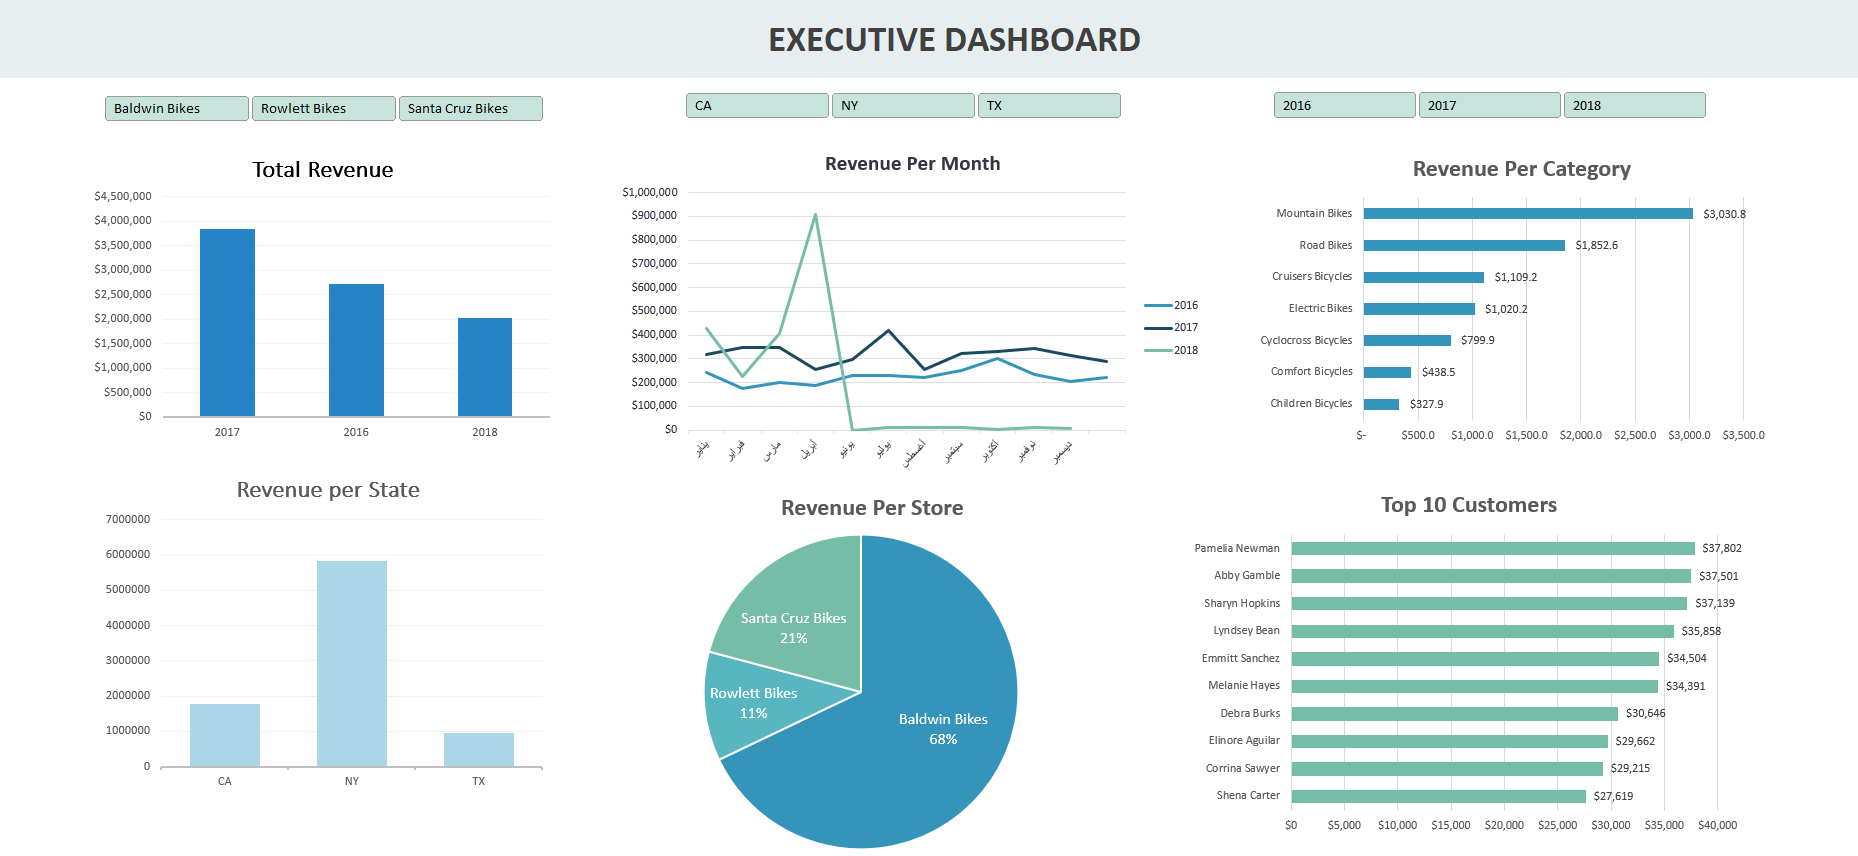 EXECUTIVE DASHBOARD
Baldwin Bikes
Rowlett Bikes
Santa Cruz Bikes
CA
NY
TX
2016
2017
2018
Total Revenue
$4,500,000
$4,000,000
$3,500,000
$3,000,000
$2,500,000
$2,000,000
$1,500,000
$1,000,000
$500,000
$0
2017
2016
2018
Revenue Per Month
$1,000,000
$900,000
$800,000
$700,000
$600,000
$500,000
$400,000
$300,000
$200,000
$100,000
$0
يناير
فبراير
مارس
أبريل
يونيو
يوليو
أغسطس
سبتمبر
أكتوبر
نوفمبر
ديسمبر
2016
2017
2018
Revenue Per Category
Mountain Bikes
$3,030.8
Road Bikes
$1,852.6
Cruisers Bicycles
$1,109.2
Electric Bikes
$1,020.2
Cyclocross Bicycles
$799.9
Comfort Bicycles
$438.5
Children Bicycles
$327.9
$-
$500.0
$1,000.0
$1,500.0
$2,000.0
$2,500.0
$3,000.0
$3,500.0
Revenue per State
7000000
6000000
5000000
4000000
3000000
2000000
1000000
0
CA
NY
TX
Revenue Per Store
Santa Cruz Bikes
21%
Rowlett Bikes
11%
Baldwin Bikes
68%
Top 10 Customers
Pamelia Newman
$37,802
Abby Gamble
$37,501
Sharyn Hopkins
$37,139
Lyndsey Bean
$35,858
Emmitt Sanchez
$34,504
Melanie Hayes
$34,391
Debra Burks
$30,646
Elinore Aguilar
$29,662
Corrina Sawyer
$29,215
Shena Carter
$27,619
$0
$5,000
$10,000
$15,000
$20,000
$25,000
$30,000
$35,000
$40,000